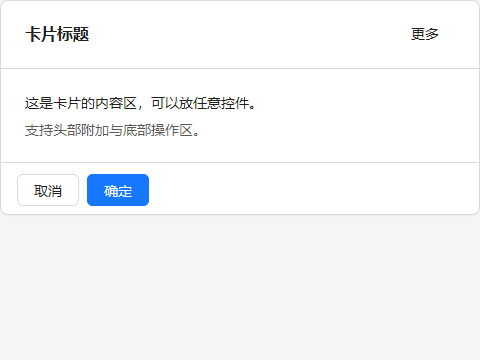 卡片标题
更多
这是卡片的内容区，可以放任意控件。
支持头部附加与底部操作区。
取消
确定